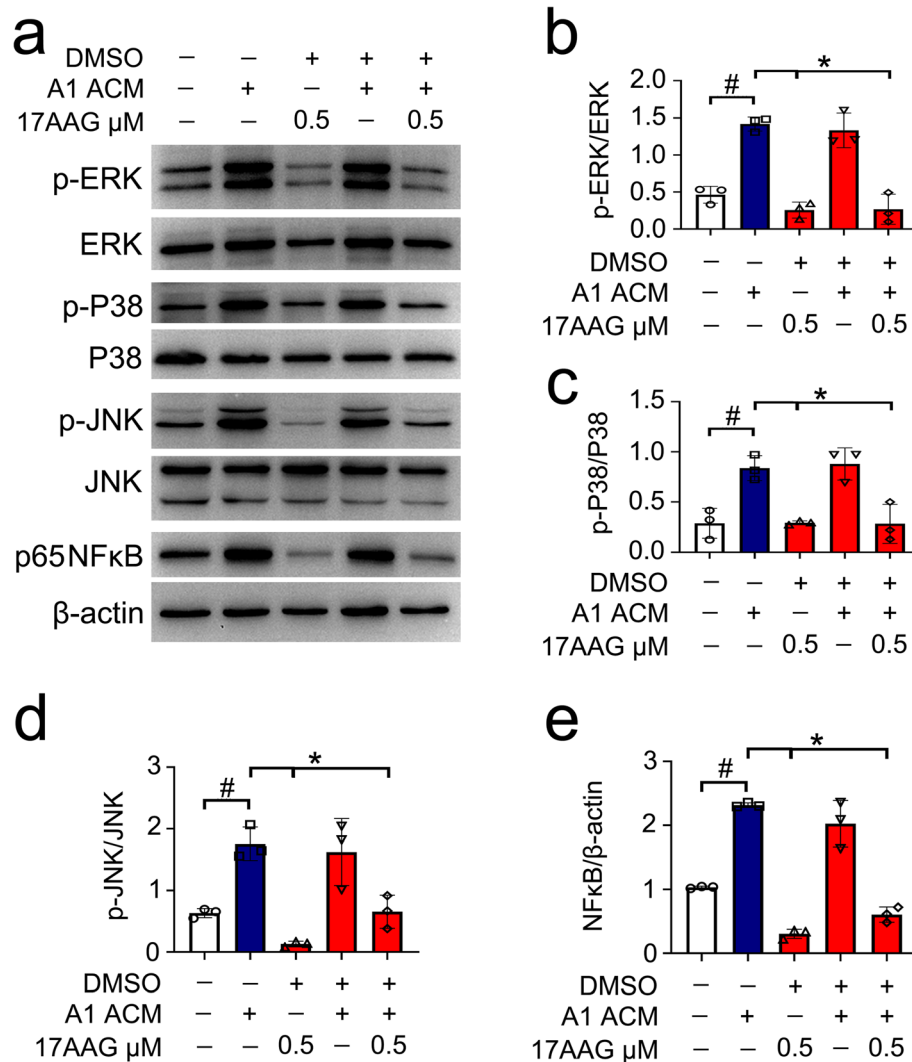 a
DMSO – – + + +
A1 ACM – + – + +
17AAG µM – – 0.5 – 0.5
p-ERK
ERK
p-P38
P38
p-JNK
JNK
p65NFκB
β-actin
b
# *
p-ERK/ERK
2.0
1.5
1.0
0.5
0.0
DMSO – – + + +
A1 ACM – + – + +
17AAG µM – – 0.5 – 0.5
c
# *
p-P38/P38
1.5
1.0
0.5
0.0
DMSO – – + + +
A1 ACM – + – + +
17AAG µM – – 0.5 – 0.5
d
# *
p-JNK/JNK
3
2
1
0
DMSO – – + + +
A1 ACM – + – + +
17AAG µM – – 0.5 – 0.5
e
# *
NFκB/β-actin
3
2
1
0
DMSO – – + + +
A1 ACM – + – + +
17AAG µM – – 0.5 – 0.5